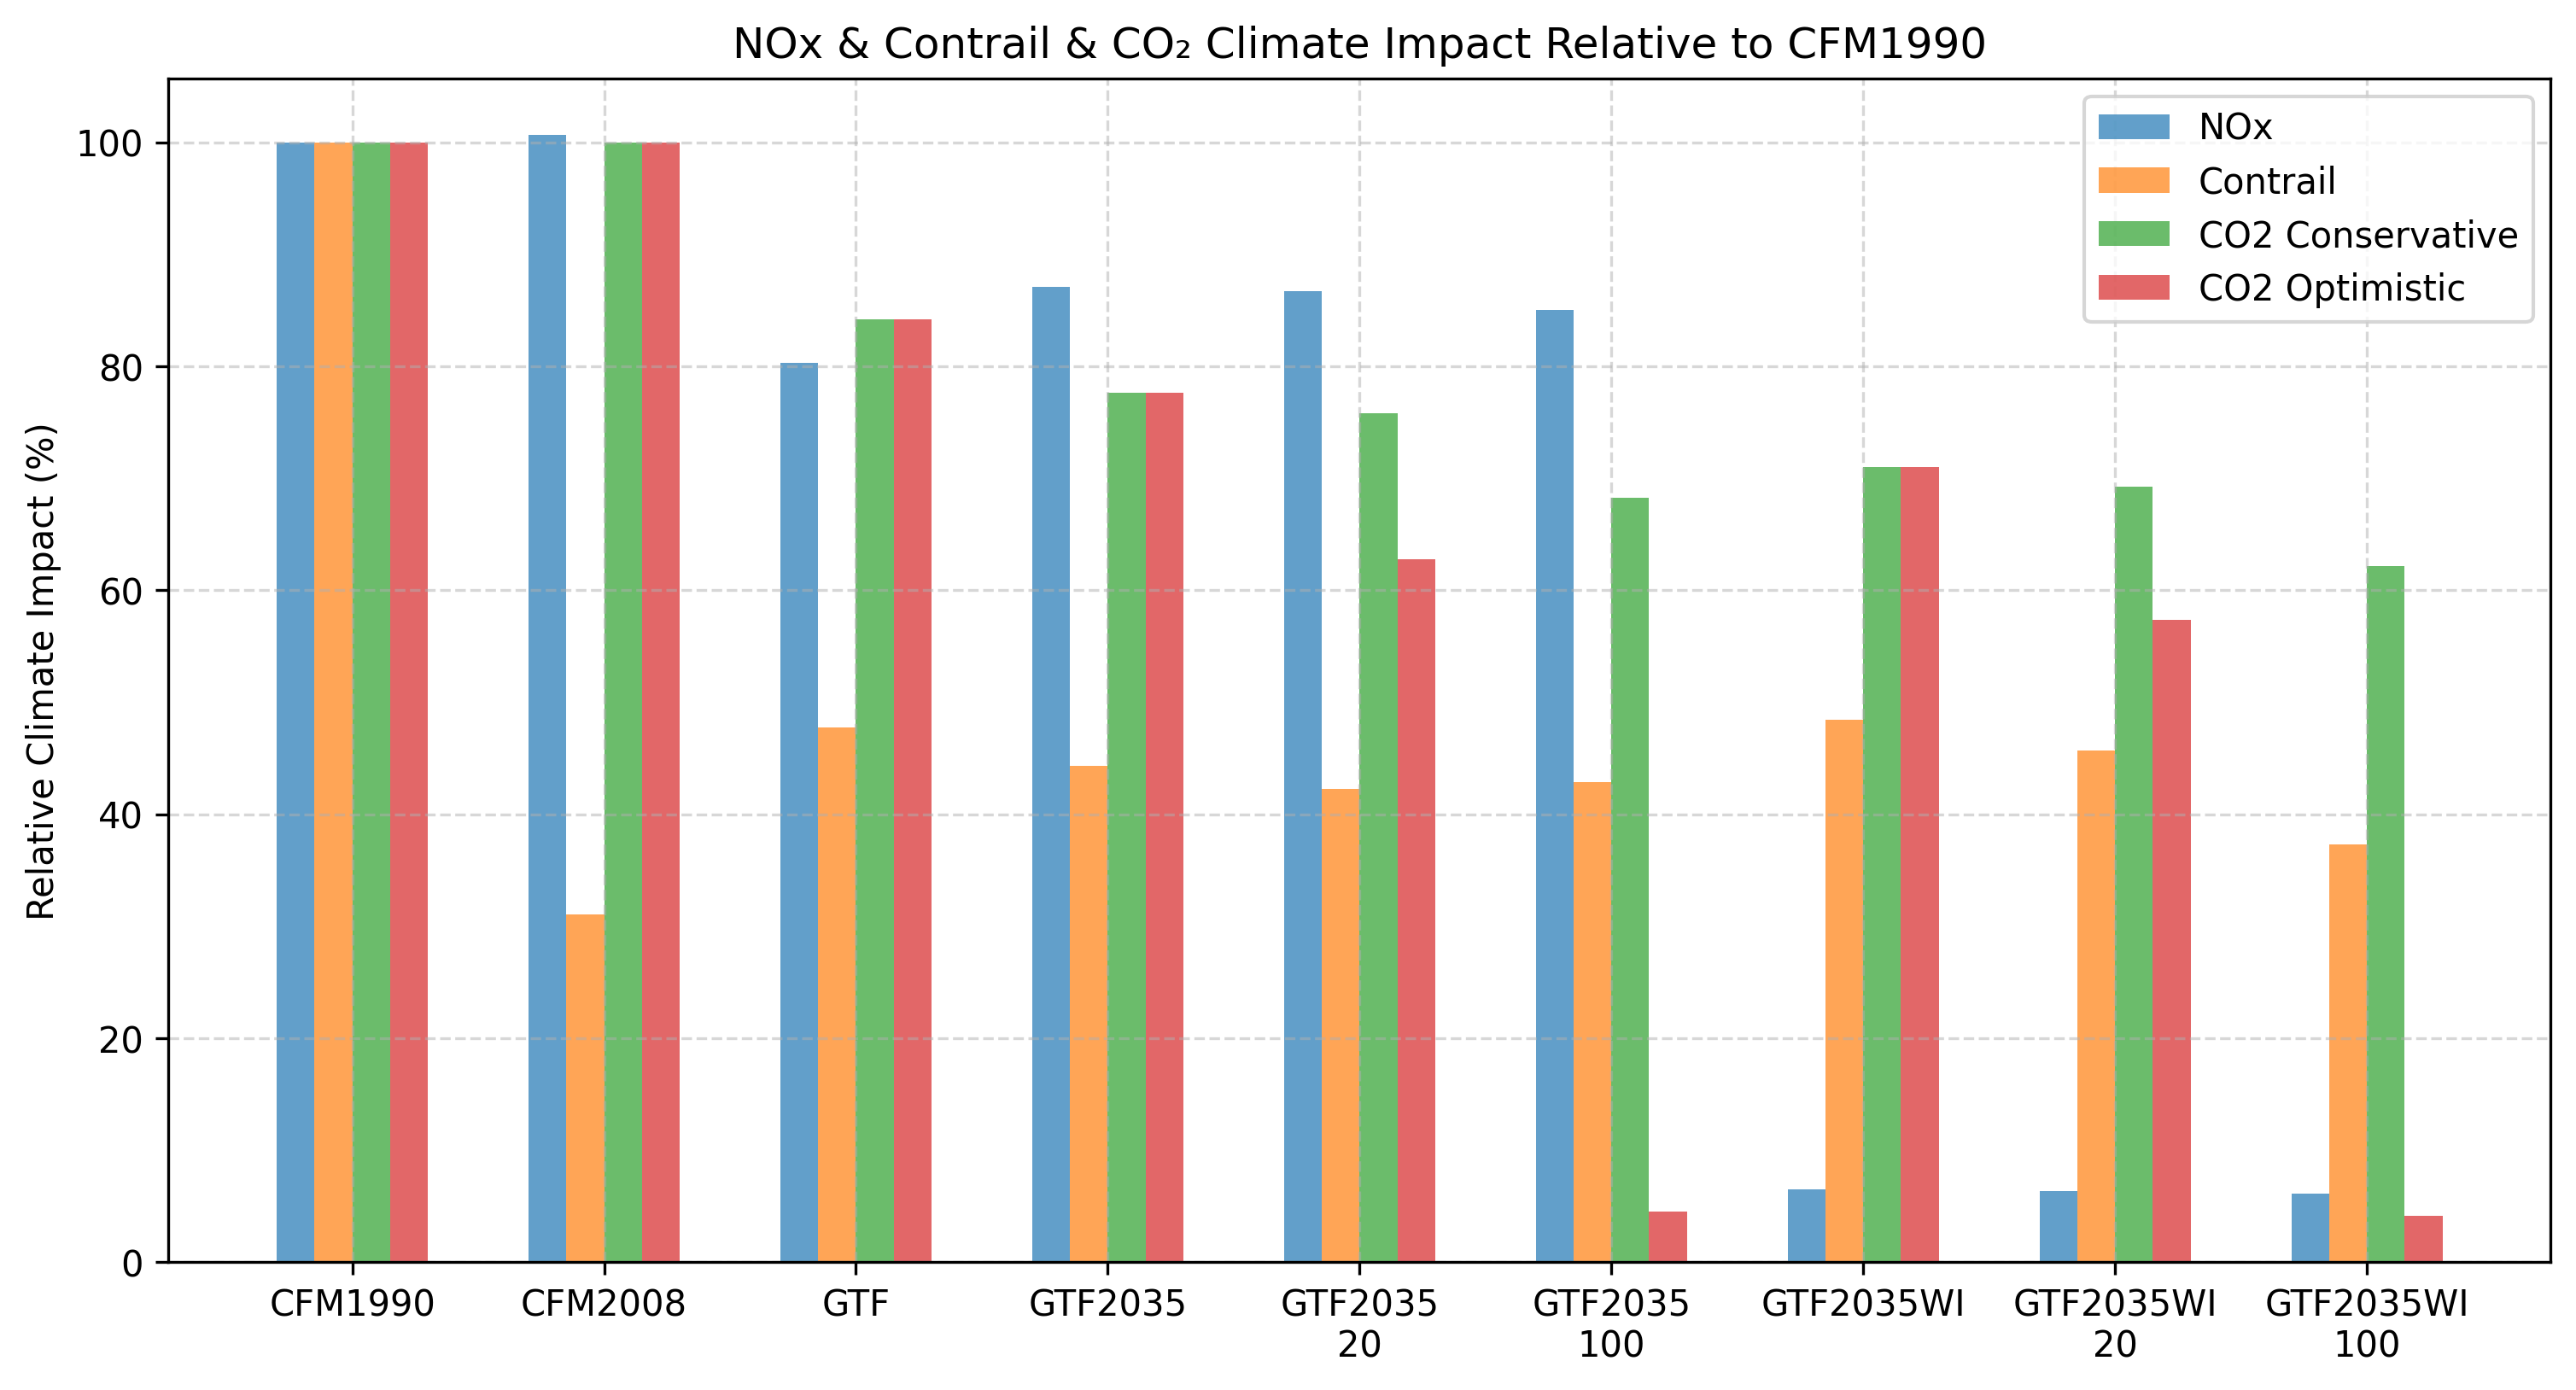 NOx & Contrail & CO₂ Climate Impact Relative to CFM1990
Relative Climate Impact (%)
100
80
60
40
20
0
NOx
Contrail
CO2 Conservative
CO2 Optimistic
CFM1990
CFM2008
GTF
GTF2035
GTF2035
20
GTF2035
100
GTF2035WI
GTF2035WI
20
GTF2035WI
100